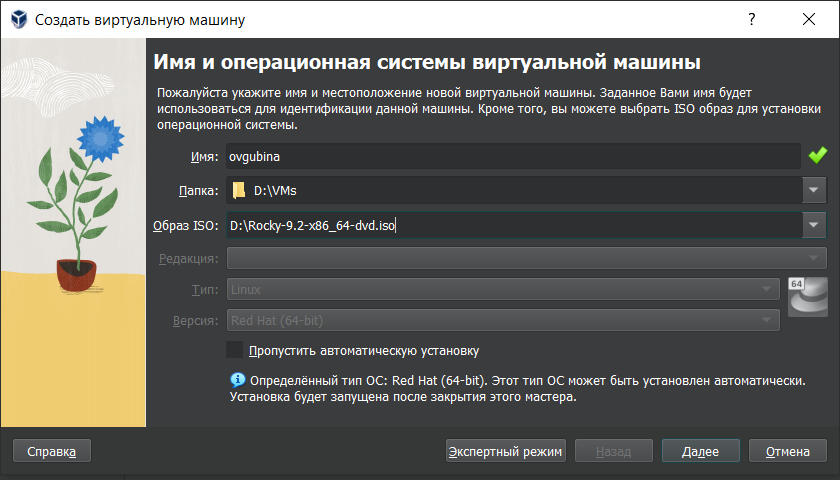 Создать виртуальную машину
?
Имя и операционная системы виртуальной машины
Пожалуйста укажите имя и местоположение новой виртуальной машины. Заданное Вами имя будет
использоваться для идентификации данной машины. Кроме того, вы можете выбрать ISO образ для установки
операционной системы.
Имя: ovgubina
Папка: D:\VMs
Образ ISO: D:\Rocky-9.2-x86_64-dvd.iso
Редакция:
Тип: Linux
64
Версия: Red Hat (64-bit)
Пропустить автоматическую установку
Определённый тип ОС: Red Hat (64-bit). Этот тип ОС может быть установлен автоматически.
Установка будет запущена после закрытия этого мастера.
Справка Экспертный режим Назад Далее Отмена